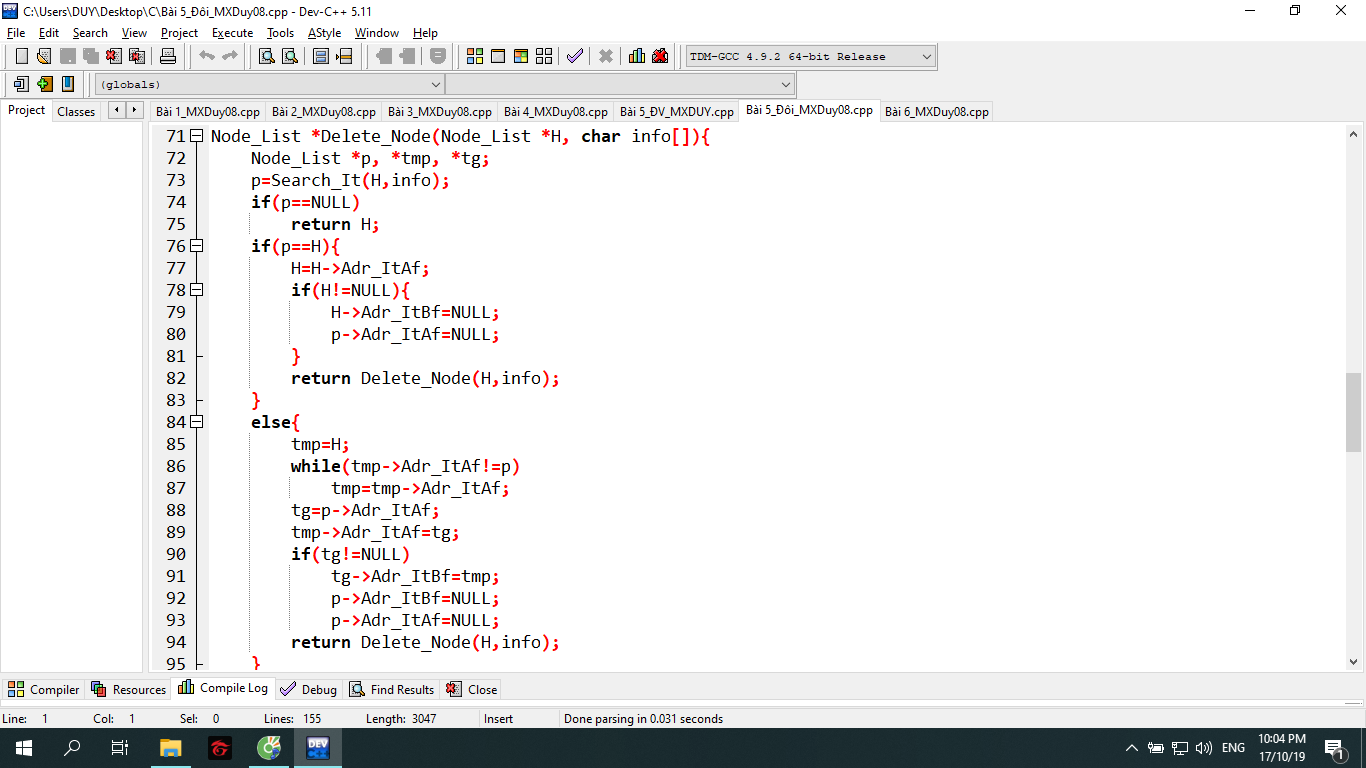 C:\Users\DUY\Desktop\C\Bài 5_Đôi_MXDuy08.cpp - Dev-C++ 5.11
File Edit Search View Project Execute Tools AStyle Window Help
TDM-GCC 4.9.2 64-bit Release
(globals)
Project Classes Bài 1_MXDuy08.cpp Bài 2_MXDuy08.cpp Bài 3_MXDuy08.cpp Bài 4_MXDuy08.cpp Bài 5_ĐV_MXDUY.cpp Bài 5_Đôi_MXDuy08.cpp Bài 6_MXDuy08.cpp
71 Node_List *Delete_Node(Node_List *H, char info[]){
72 Node_List *p, *tmp, *tg;
73 p=Search_It(H,info);
74 if(p==NULL)
75 return H;
76 if(p==H){
77 H=H->Adr_ItAf;
78 if(H!=NULL){
79 H->Adr_ItBf=NULL;
80 p->Adr_ItAf=NULL;
81 }
82 return Delete_Node(H,info);
83 }
84 else{
85 tmp=H;
86 while(tmp->Adr_ItAf!=p)
87 tmp=tmp->Adr_ItAf;
88 tg=p->Adr_ItAf;
89 tmp->Adr_ItAf=tg;
90 if(tg!=NULL)
91 tg->Adr_ItBf=tmp;
92 p->Adr_ItBf=NULL;
93 p->Adr_ItAf=NULL;
94 return Delete_Node(H,info);
95 }
Compiler Resources Compile Log Debug Find Results Close
Line: 1 Col: 1 Sel: 0 Lines: 155 Length: 3047 Insert Done parsing in 0.031 seconds
DEV C++ ENG 10:04 PM
17/10/19 1